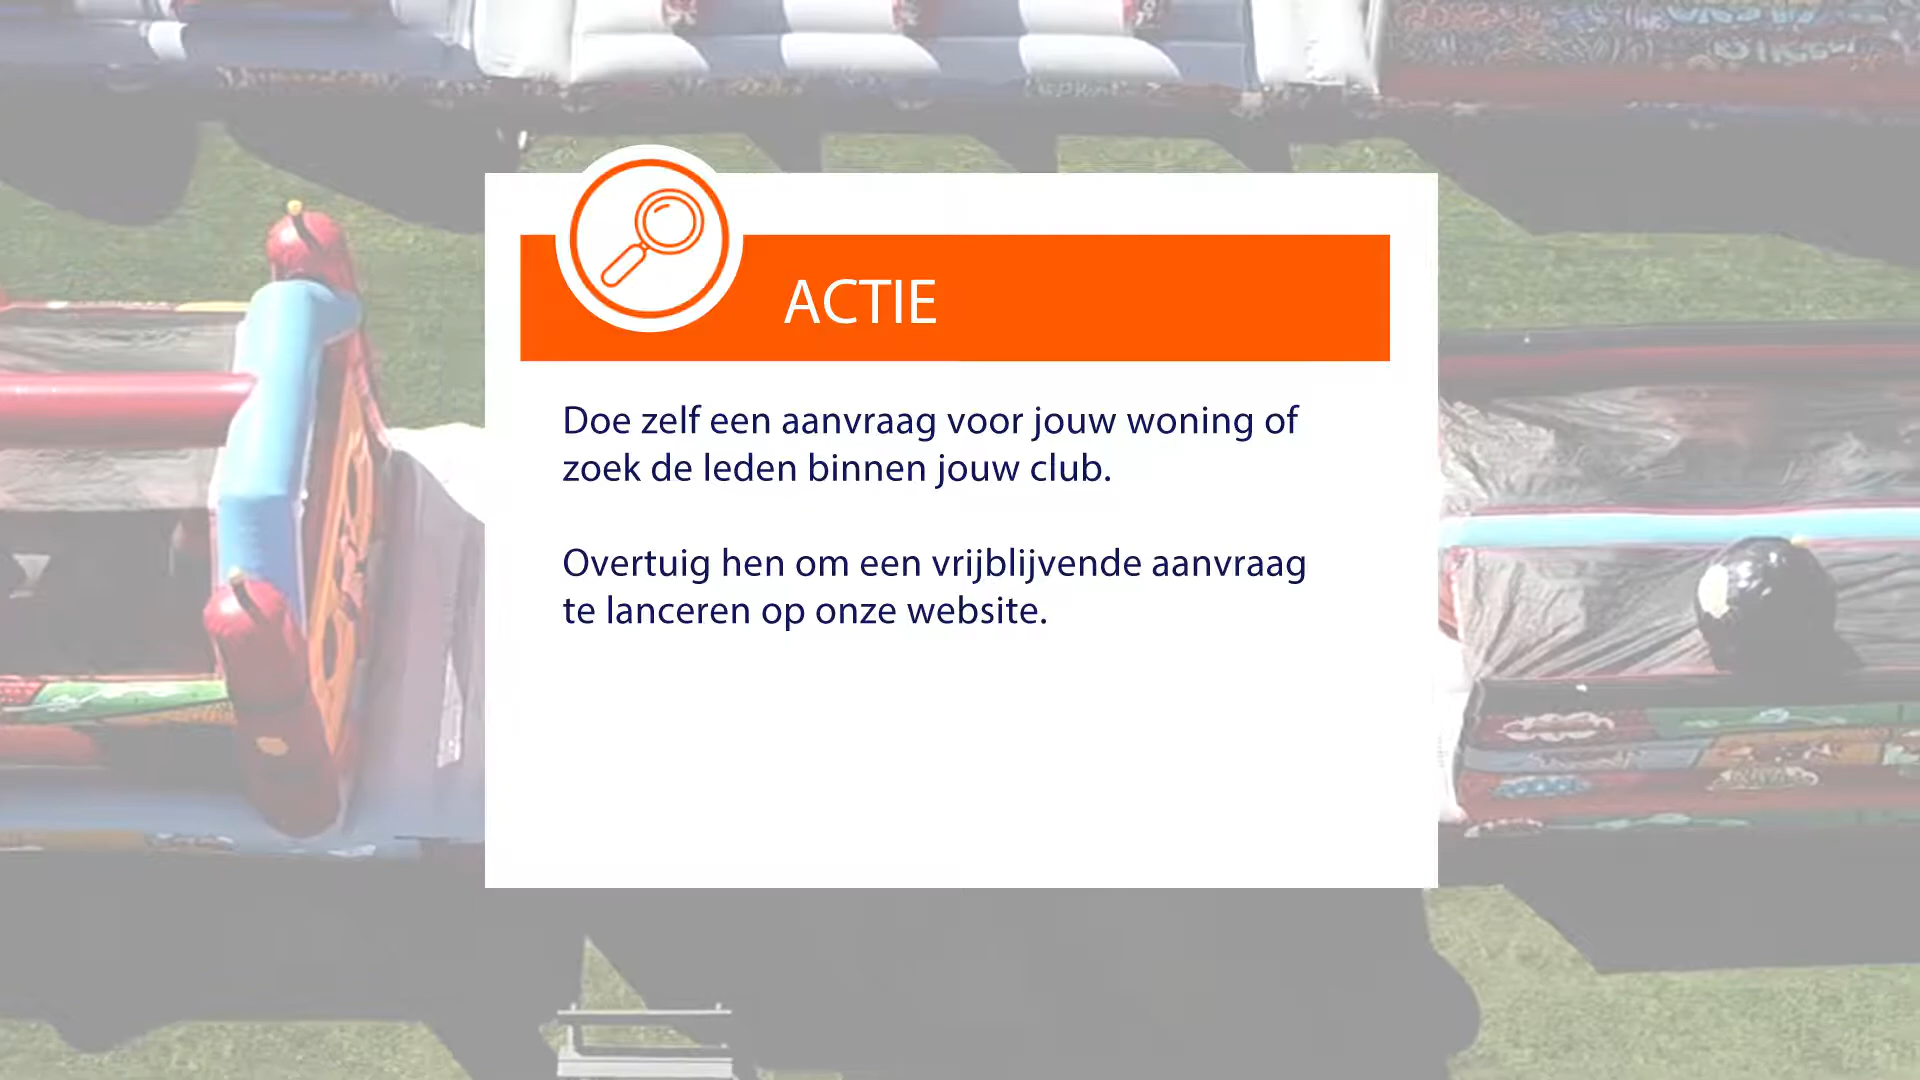 ACTIE
Doe zelf een aanvraag voor jouw woning of
zoek de leden binnen jouw club.
Overtuig hen om een vrijblijvende aanvraag
te lanceren op onze website.